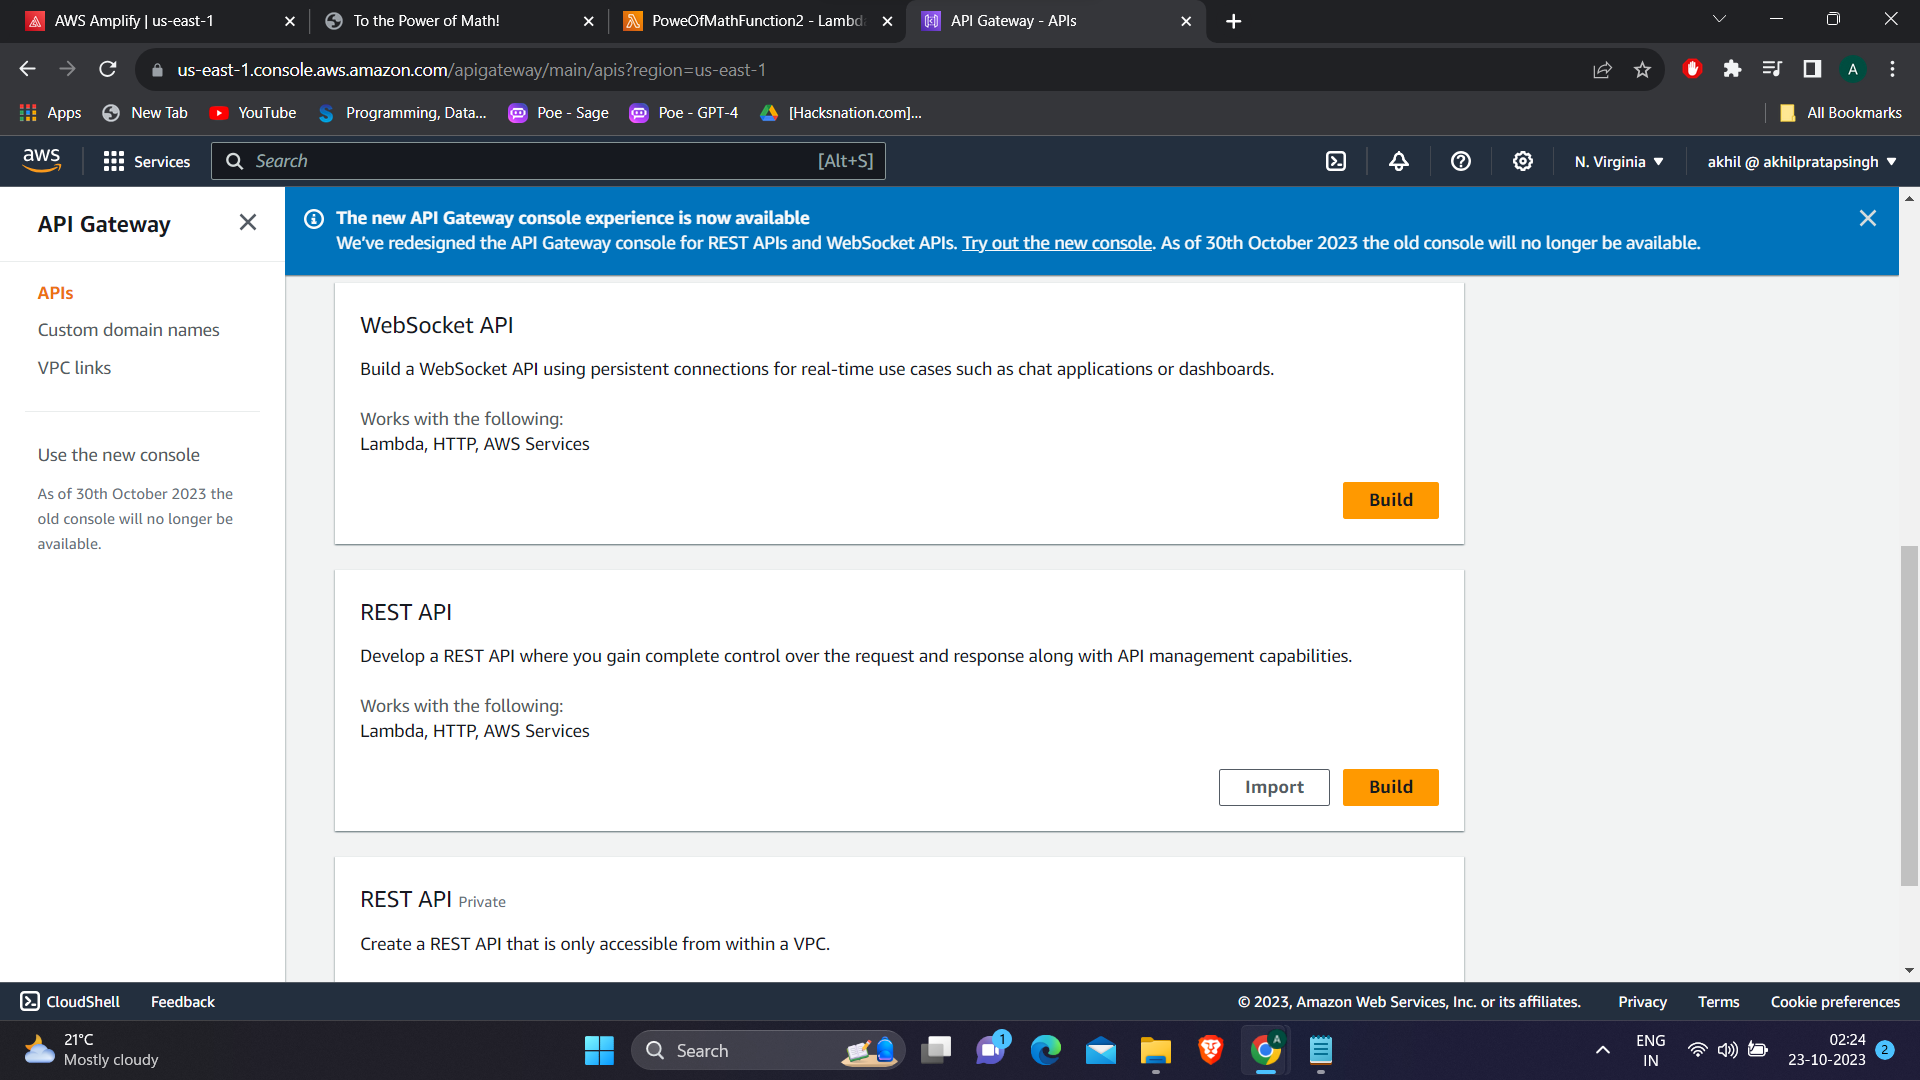 AWS Amplify | us-east-1
To the Power of Math!
PoweOfMathFunction2 - Lambd
API Gateway - APIs
us-east-1.console.aws.amazon.com/apigateway/main/apis?region=us-east-1
A
Apps
New Tab
YouTube
Programming, Data...
Poe - Sage
Poe - GPT-4
[Hacksnation.com]...
All Bookmarks
aws
Services
Search
[Alt+S]
N. Virginia
akhil @ akhilpratapsingh
API Gateway
APIs
Custom domain names
VPC links
Use the new console
As of 30th October 2023 the
old console will no longer be
available.
The new API Gateway console experience is now available
We've redesigned the API Gateway console for REST APIs and WebSocket APIs. Try out the new console. As of 30th October 2023 the old console will no longer be available.
WebSocket API
Build a WebSocket API using persistent connections for real-time use cases such as chat applications or dashboards.
Works with the following:
Lambda, HTTP, AWS Services
Build
REST API
Develop a REST API where you gain complete control over the request and response along with API management capabilities.
Works with the following:
Lambda, HTTP, AWS Services
Import
Build
REST API Private
Create a REST API that is only accessible from within a VPC.
CloudShell
Feedback
© 2023, Amazon Web Services, Inc. or its affiliates.
Privacy
Terms
Cookie preferences
21°C
Mostly cloudy
Search
1
A
ENG
IN
02:24
23-10-2023
2